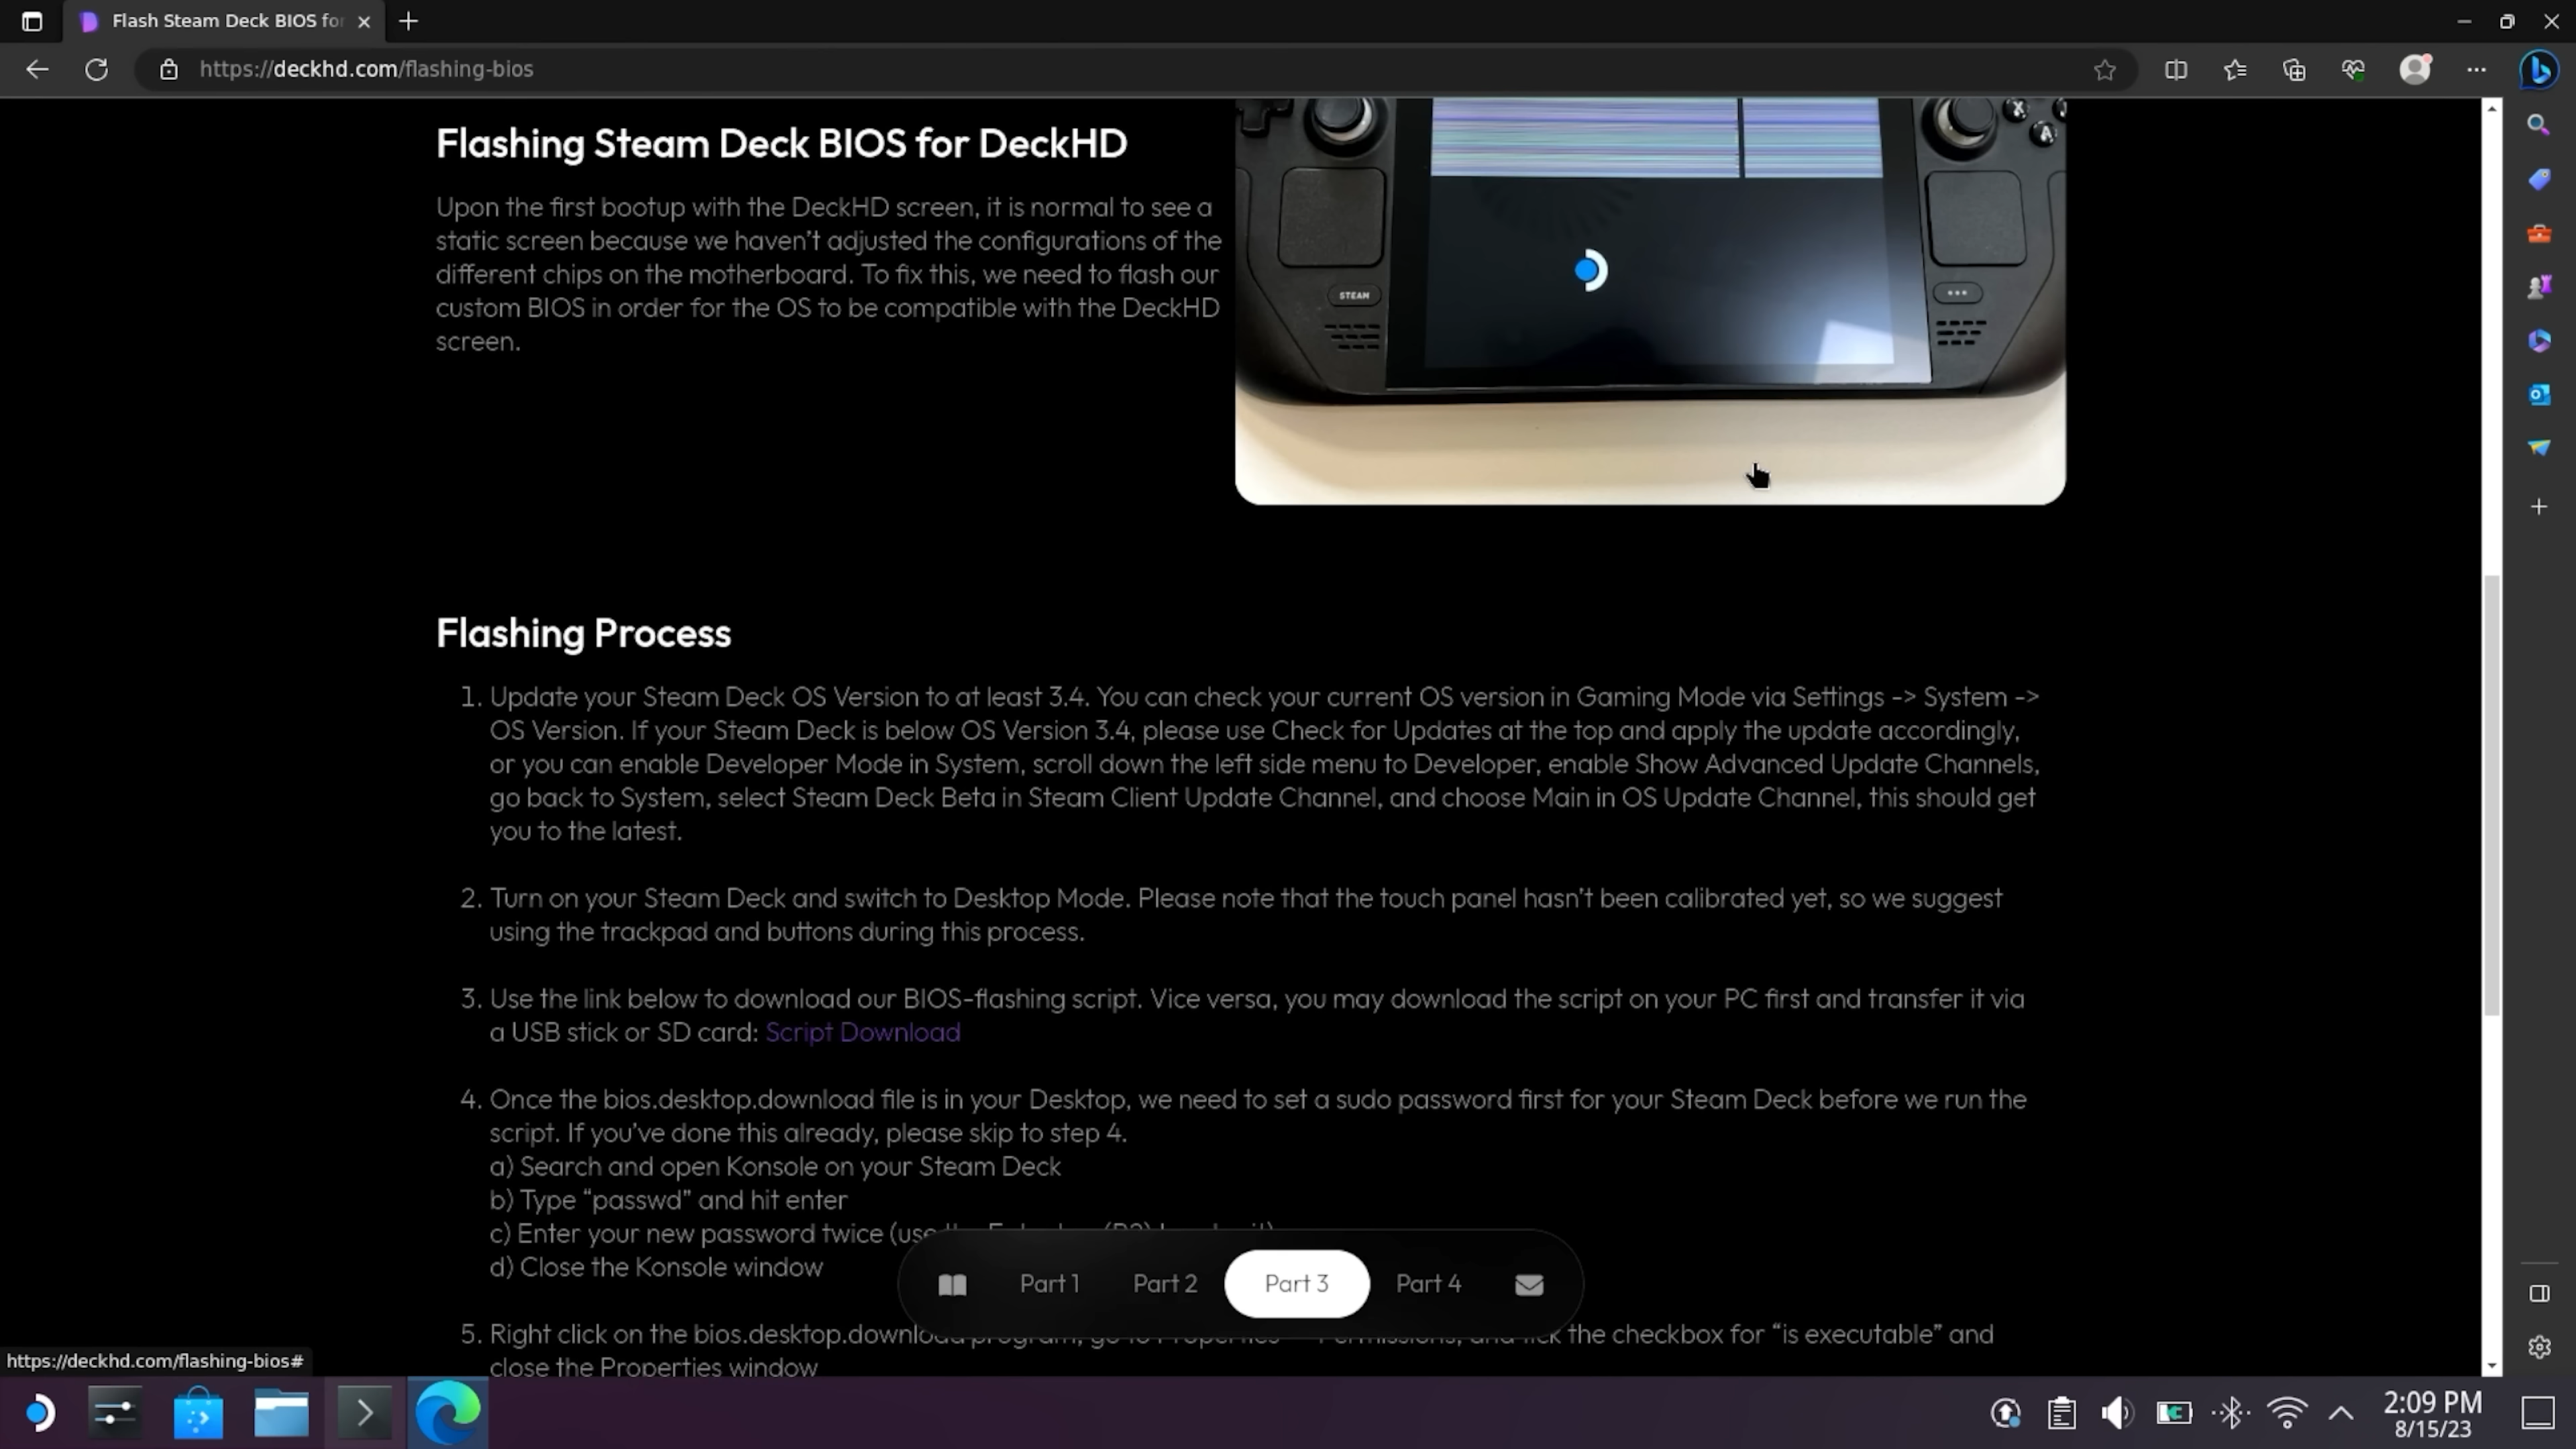 Flash Steam Deck BIOS for
https://deckhd.com/flashing-bios
Flashing Steam Deck BIOS for DeckHD
Upon the first bootup with the DeckHD screen, it is normal to see a
static screen because we haven't adjusted the configurations of the
different chips on the motherboard. To fix this, we need to flash our
custom BIOS in order for the OS to be compatible with the DeckHD
screen.
X
A
STEAM
Flashing Process
1. Update your Steam Deck OS Version to at least 3.4. You can check your current OS version in Gaming Mode via Settings -> System ->
OS Version. If your Steam Deck is below OS Version 3.4, please use Check for Updates at the top and apply the update accordingly,
or you can enable Developer Mode in System, scroll down the left side menu to Developer, enable Show Advanced Update Channels,
go back to System, select Steam Deck Beta in Steam Client Update Channel, and choose Main in OS Update Channel, this should get
you to the latest.
2. Turn on your Steam Deck and switch to Desktop Mode. Please note that the touch panel hasn't been calibrated yet, so we suggest
using the trackpad and buttons during this process.
3. Use the link below to download our BIOS-flashing script. Vice versa, you may download the script on your PC first and transfer it via
a USB stick or SD card: Script Download
4. Once the bios.desktop.download file is in your Desktop, we need to set a sudo password first for your Steam Deck before we run the
script. If you've done this already, please skip to step 4.
a) Search and open Konsole on your Steam Deck
b) Type “passwd” and hit enter
c) Enter your new password twice
d) Close the Konsole window
Part 1 Part 2 Part 3 Part 4
5. Right click on the bios.desktop.download the checkbox for “is executable” and
close the Properties window
https://deckhd.com/flashing-bios#
2:09 PM
8/15/23